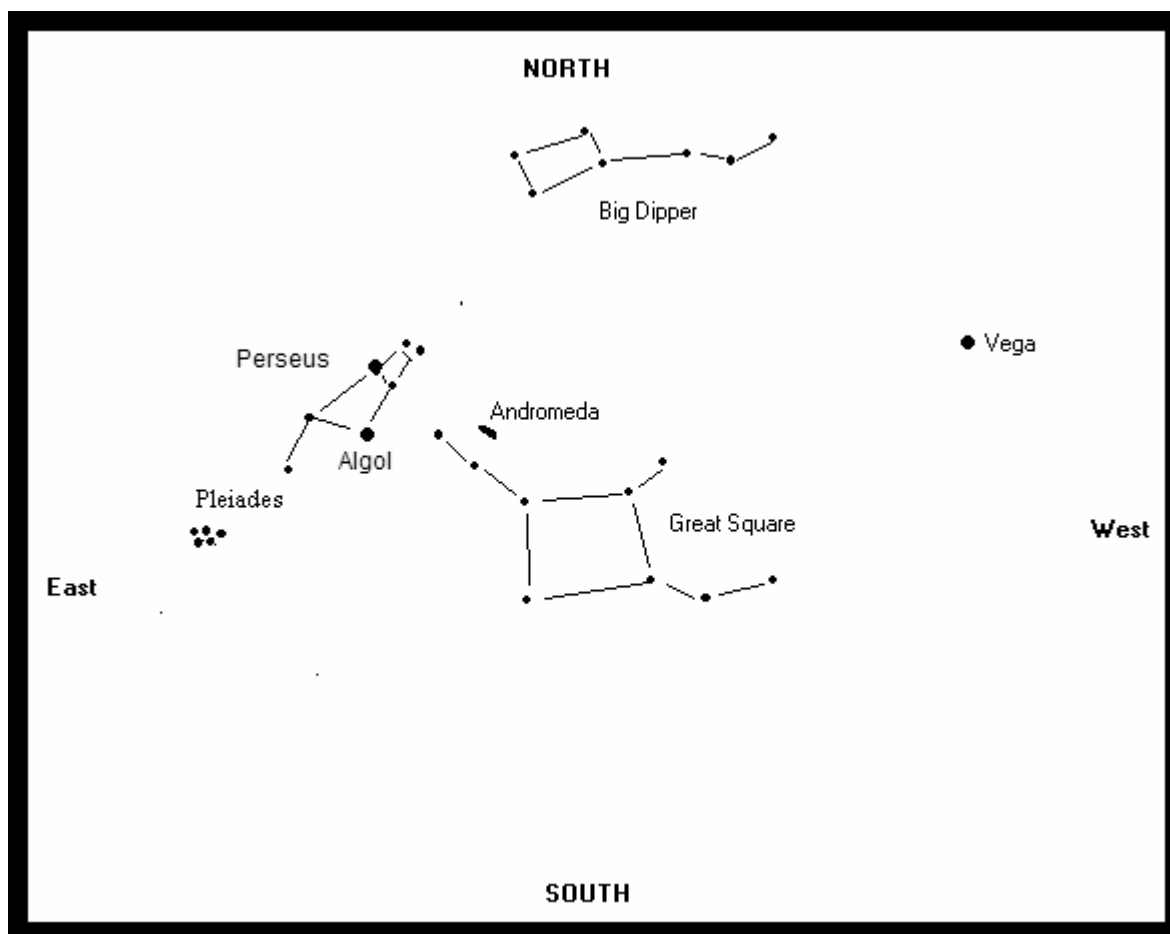 NORTH
Big Dipper
Vega
Perseus
Andromeda
Algol
Pleiades
Great Square
West
East
SOUTH